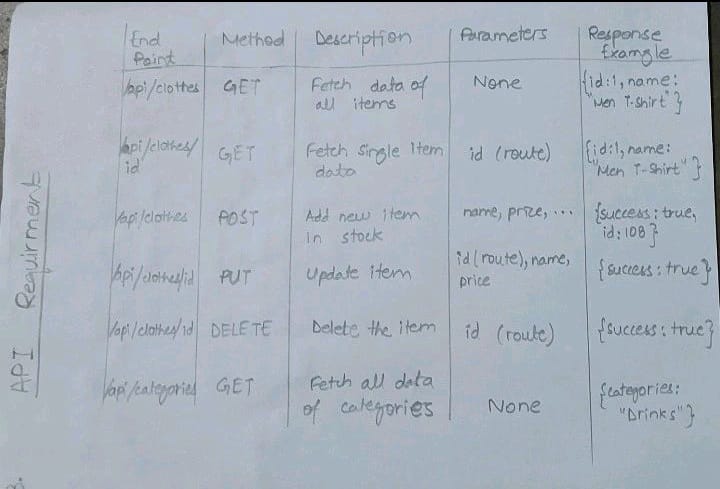 API Requirment
End Point | Method | Description | Parameters | Response Example
/api/clothes | GET | Fetch data of all items | None | {id:1, name: "Men T-Shirt"}
/api/clothes/id | GET | Fetch single item data | id (route) | {id:1, name: "Men T-Shirt"}
/api/clothes | POST | Add new item in stock | name, price, ... | {success: true, id: 108}
/api/clothes/id | PUT | Update item | id (route), name, price | {success: true}
/api/clothes/id | DELETE | Delete the item | id (route) | {success: true}
/api/categories | GET | Fetch all data of categories | None | {categories: "Drinks"}